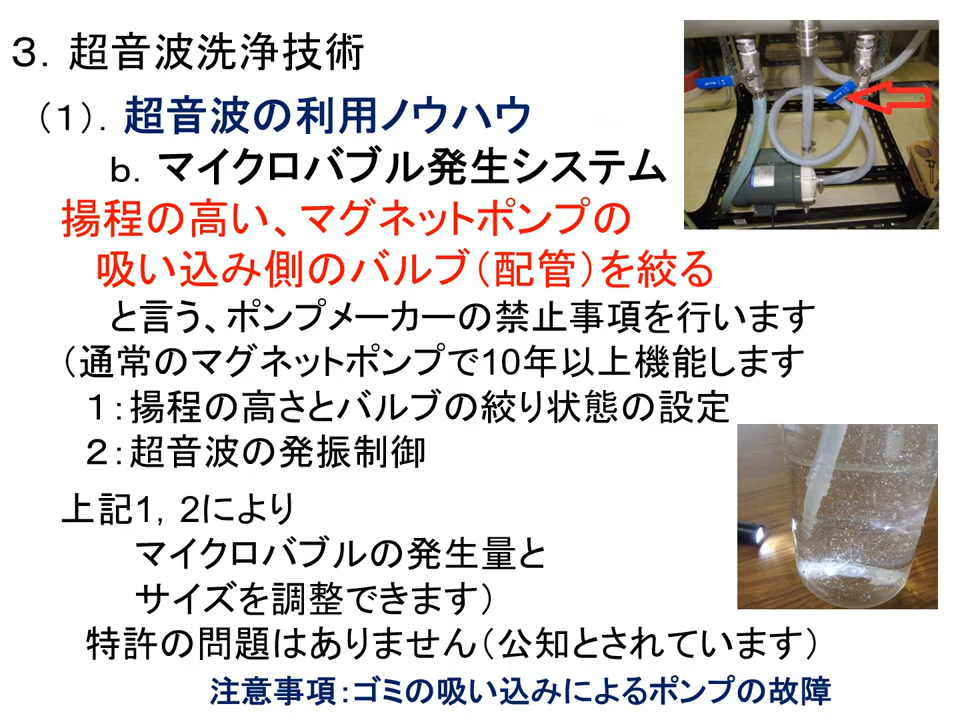 ３．超音波洗浄技術
（１）．超音波の利用ノウハウ
ｂ．マイクロバブル発生システム
揚程の高い、マグネットポンプの
吸い込み側のバルブ（配管）を絞る
と言う、ポンプメーカーの禁止事項を行います
（通常のマグネットポンプで10年以上機能します
１：揚程の高さとバルブの絞り状態の設定
２：超音波の発振制御
上記1，2により
マイクロバブルの発生量と
サイズを調整できます）
特許の問題はありません（公知とされています）
注意事項：ゴミの吸い込みによるポンプの故障